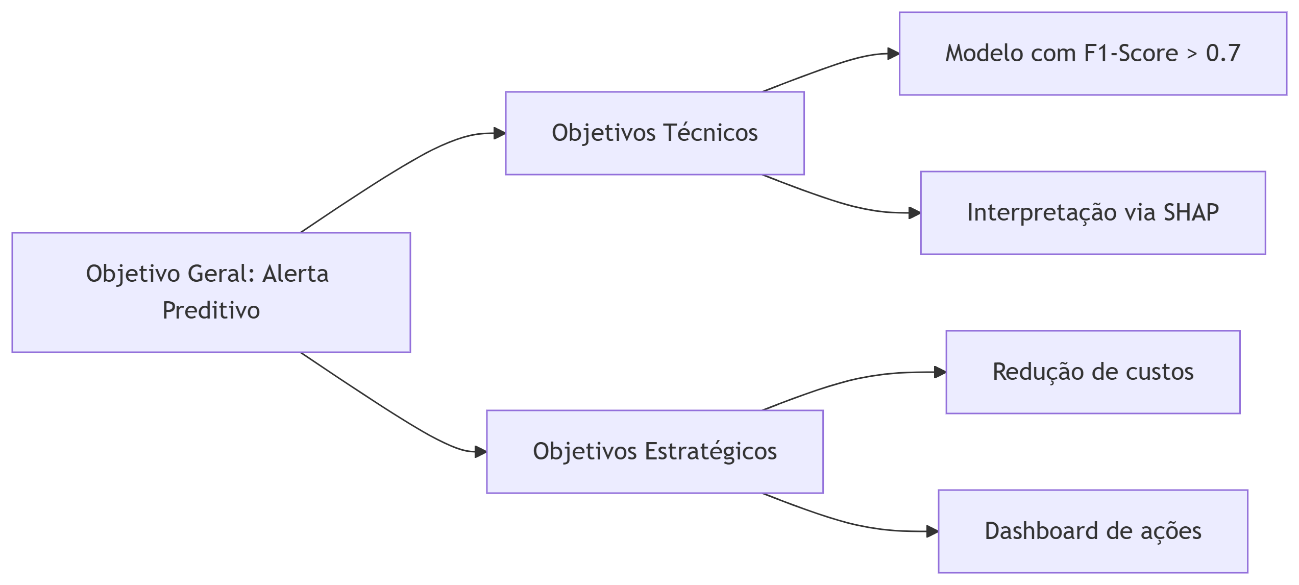 Objetivo Geral: Alerta
Preditivo
Objetivos Técnicos
Modelo com F1-Score > 0.7
Interpretação via SHAP
Objetivos Estratégicos
Redução de custos
Dashboard de ações